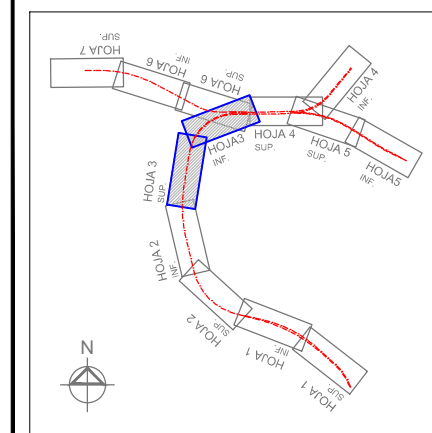 HOJA 7
SUP.
HOJA 6
INF.
HOJA 6
SUP.
HOJA 4
INF.
HOJA3
INF.
HOJA 4
SUP.
HOJA 5
SUP.
HOJA5
INF.
HOJA 3
SUP.
HOJA 2
INF.
HOJA 2
SUP
HOJA 1
INF.
HOJA 1
SUP.
N